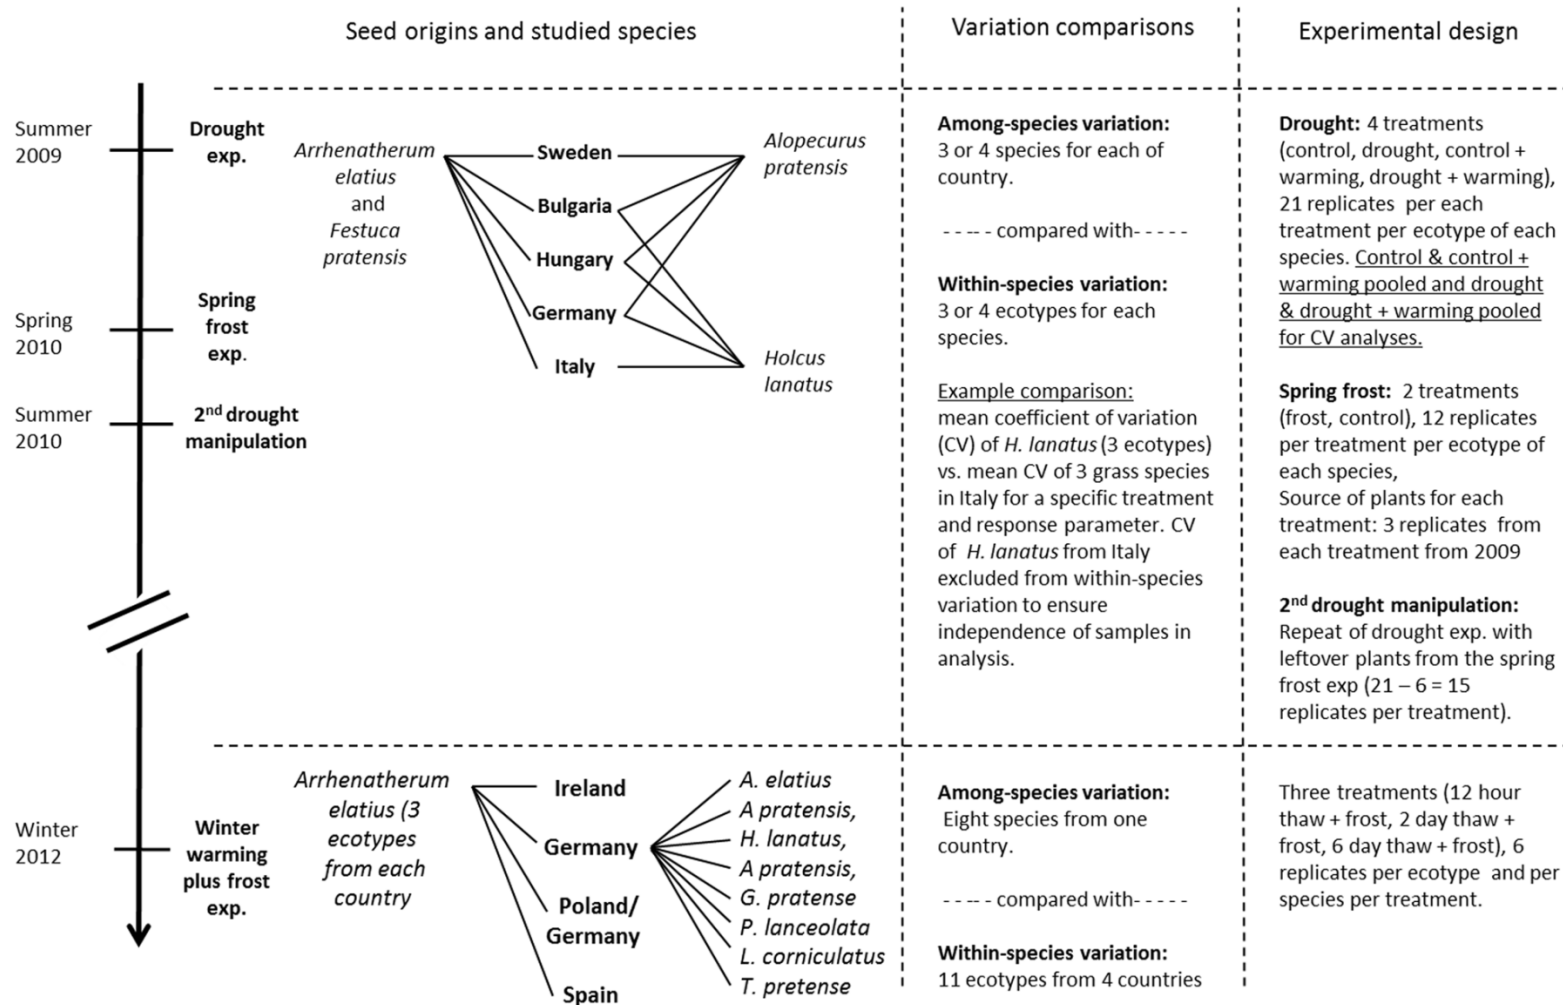 Seed origins and studied species
Variation comparisons
Experimental design
Summer
2009
Drought
exp.
Spring
2010
Spring
frost
exp.
Summer
2010
2nd drought
manipulation
Arrhenatherum
elatius
and
Festuca
pratensis
Sweden
Bulgaria
Hungary
Germany
Italy
Alopecurus
pratensis
Holcus
lanatus
Among-species variation:
3 or 4 species for each of
country.
- - - - - compared with- - - - -
Within-species variation:
3 or 4 ecotypes for each
species.
Example comparison:
mean coefficient of variation
(CV) of H. lanatus (3 ecotypes)
vs. mean CV of 3 grass species
in Italy for a specific treatment
and response parameter. CV
of H. lanatus from Italy
excluded from within-species
variation to ensure
independence of samples in
analysis.
Drought: 4 treatments
(control, drought, control +
warming, drought + warming),
21 replicates per each
treatment per ecotype of each
species. Control & control +
warming pooled and drought
& drought + warming pooled
for CV analyses.
Spring frost: 2 treatments
(frost, control), 12 replicates
per treatment per ecotype of
each species,
Source of plants for each
treatment: 3 replicates from
each treatment from 2009
2nd drought manipulation:
Repeat of drought exp. with
leftover plants from the spring
frost exp (21 – 6 = 15
replicates per treatment).
Winter
2012
Winter
warming
plus frost
exp.
Arrhenatherum
elatius (3
ecotypes
from each
country
Ireland
Germany
Poland/
Germany
Spain
A. elatius
A pratensis,
H. lanatus,
A pratensis,
G. pratense
P. lanceolata
L. corniculatus
T. pretense
Among-species variation:
Eight species from one
country.
- - - - - compared with- - - - -
Within-species variation:
11 ecotypes from 4 countries
Three treatments (12 hour
thaw + frost, 2 day thaw +
frost, 6 day thaw + frost), 6
replicates per ecotype and per
species per treatment.